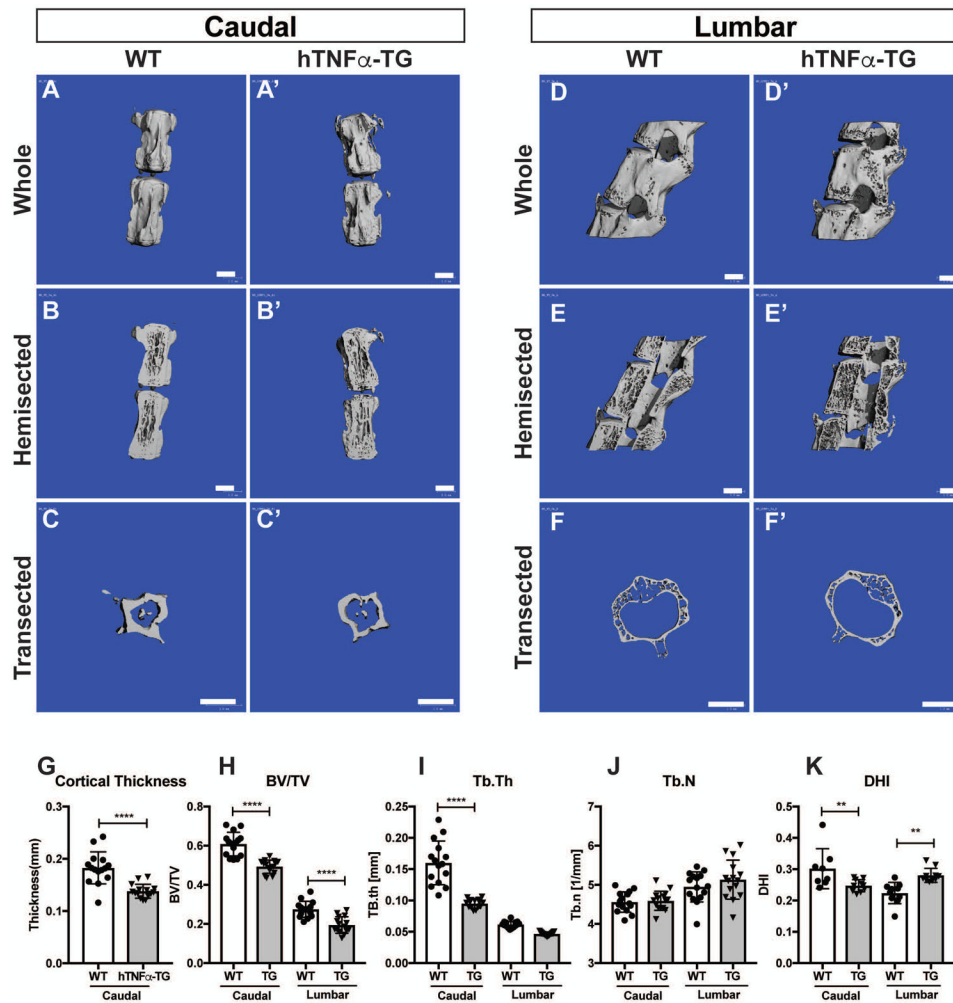 Caudal
Lumbar
WT
hTNFα-TG
WT
hTNFα-TG
Whole
A
A'
D
D'
Whole
Hemisected
B
B'
E
E'
Hemisected
Transected
C
C'
F
F'
Transected
G
Cortical Thickness
****
Thickness(mm)
0.3
0.2
0.1
0.0
WT
hTNFα-TG
Caudal
H
BV/TV
****
****
BV/TV
0.8
0.6
0.4
0.2
0.0
WT
TG
WT
TG
Caudal
Lumbar
I
Tb.Th
****
TB.th [mm]
0.25
0.20
0.15
0.10
0.05
0.00
WT
TG
WT
TG
Caudal
Lumbar
J
Tb.N
Tb.n [1/mm]
6
5
4
3
WT
TG
WT
TG
Caudal
Lumbar
K
DHI
**
**
DHI
0.5
0.4
0.3
0.2
0.1
0.0
WT
TG
WT
TG
Caudal
Lumbar